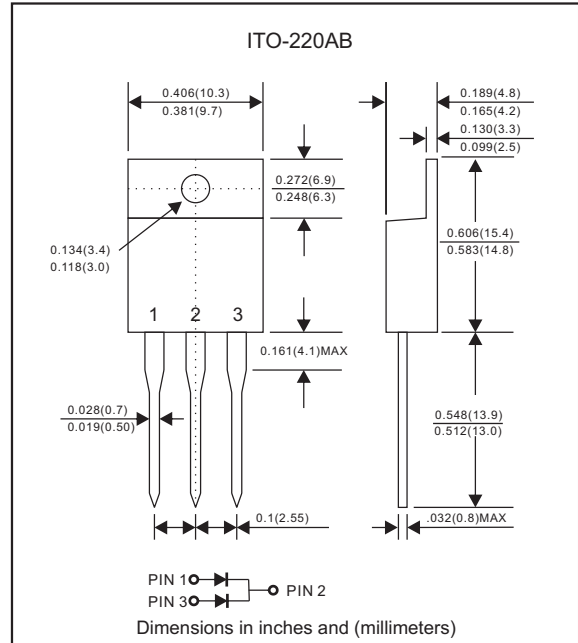 ITO-220AB
0.406(10.3)
0.381(9.7)
0.189(4.8)
0.165(4.2)
0.130(3.3)
0.099(2.5)
0.272(6.9)
0.248(6.3)
0.134(3.4)
0.118(3.0)
0.606(15.4)
0.583(14.8)
1 2 3
0.161(4.1)MAX
0.028(0.7)
0.019(0.50)
0.548(13.9)
0.512(13.0)
0.1(2.55)
.032(0.8)MAX
PIN 1
PIN 2
PIN 3
Dimensions in inches and (millimeters)